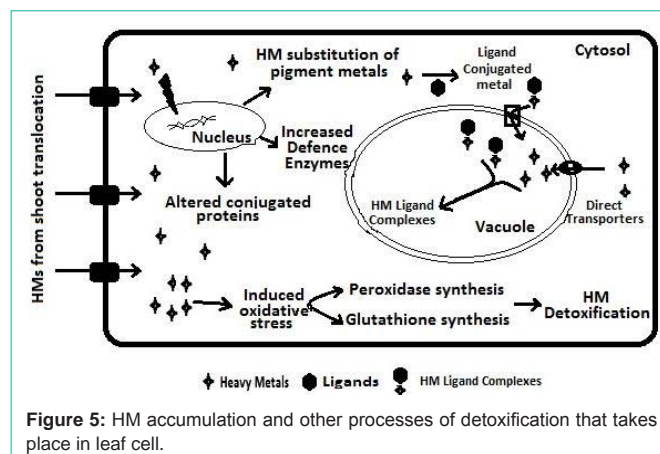 HM substitution of
pigment metals
Ligand
Conjugated
metal
Cytosol
Nucleus
Increased
Defence
Enzymes
Altered conjugated
proteins
HM Ligand
Complexes
Vacuole
Direct
Transporters
HMs from shoot translocation
Induced
oxidative
stress
Peroxidase synthesis
Glutathione synthesis
HM
Detoxification
Heavy Metals
Ligands
HM Ligand Complexes
Figure 5: HM accumulation and other processes of detoxification that takes
place in leaf cell.